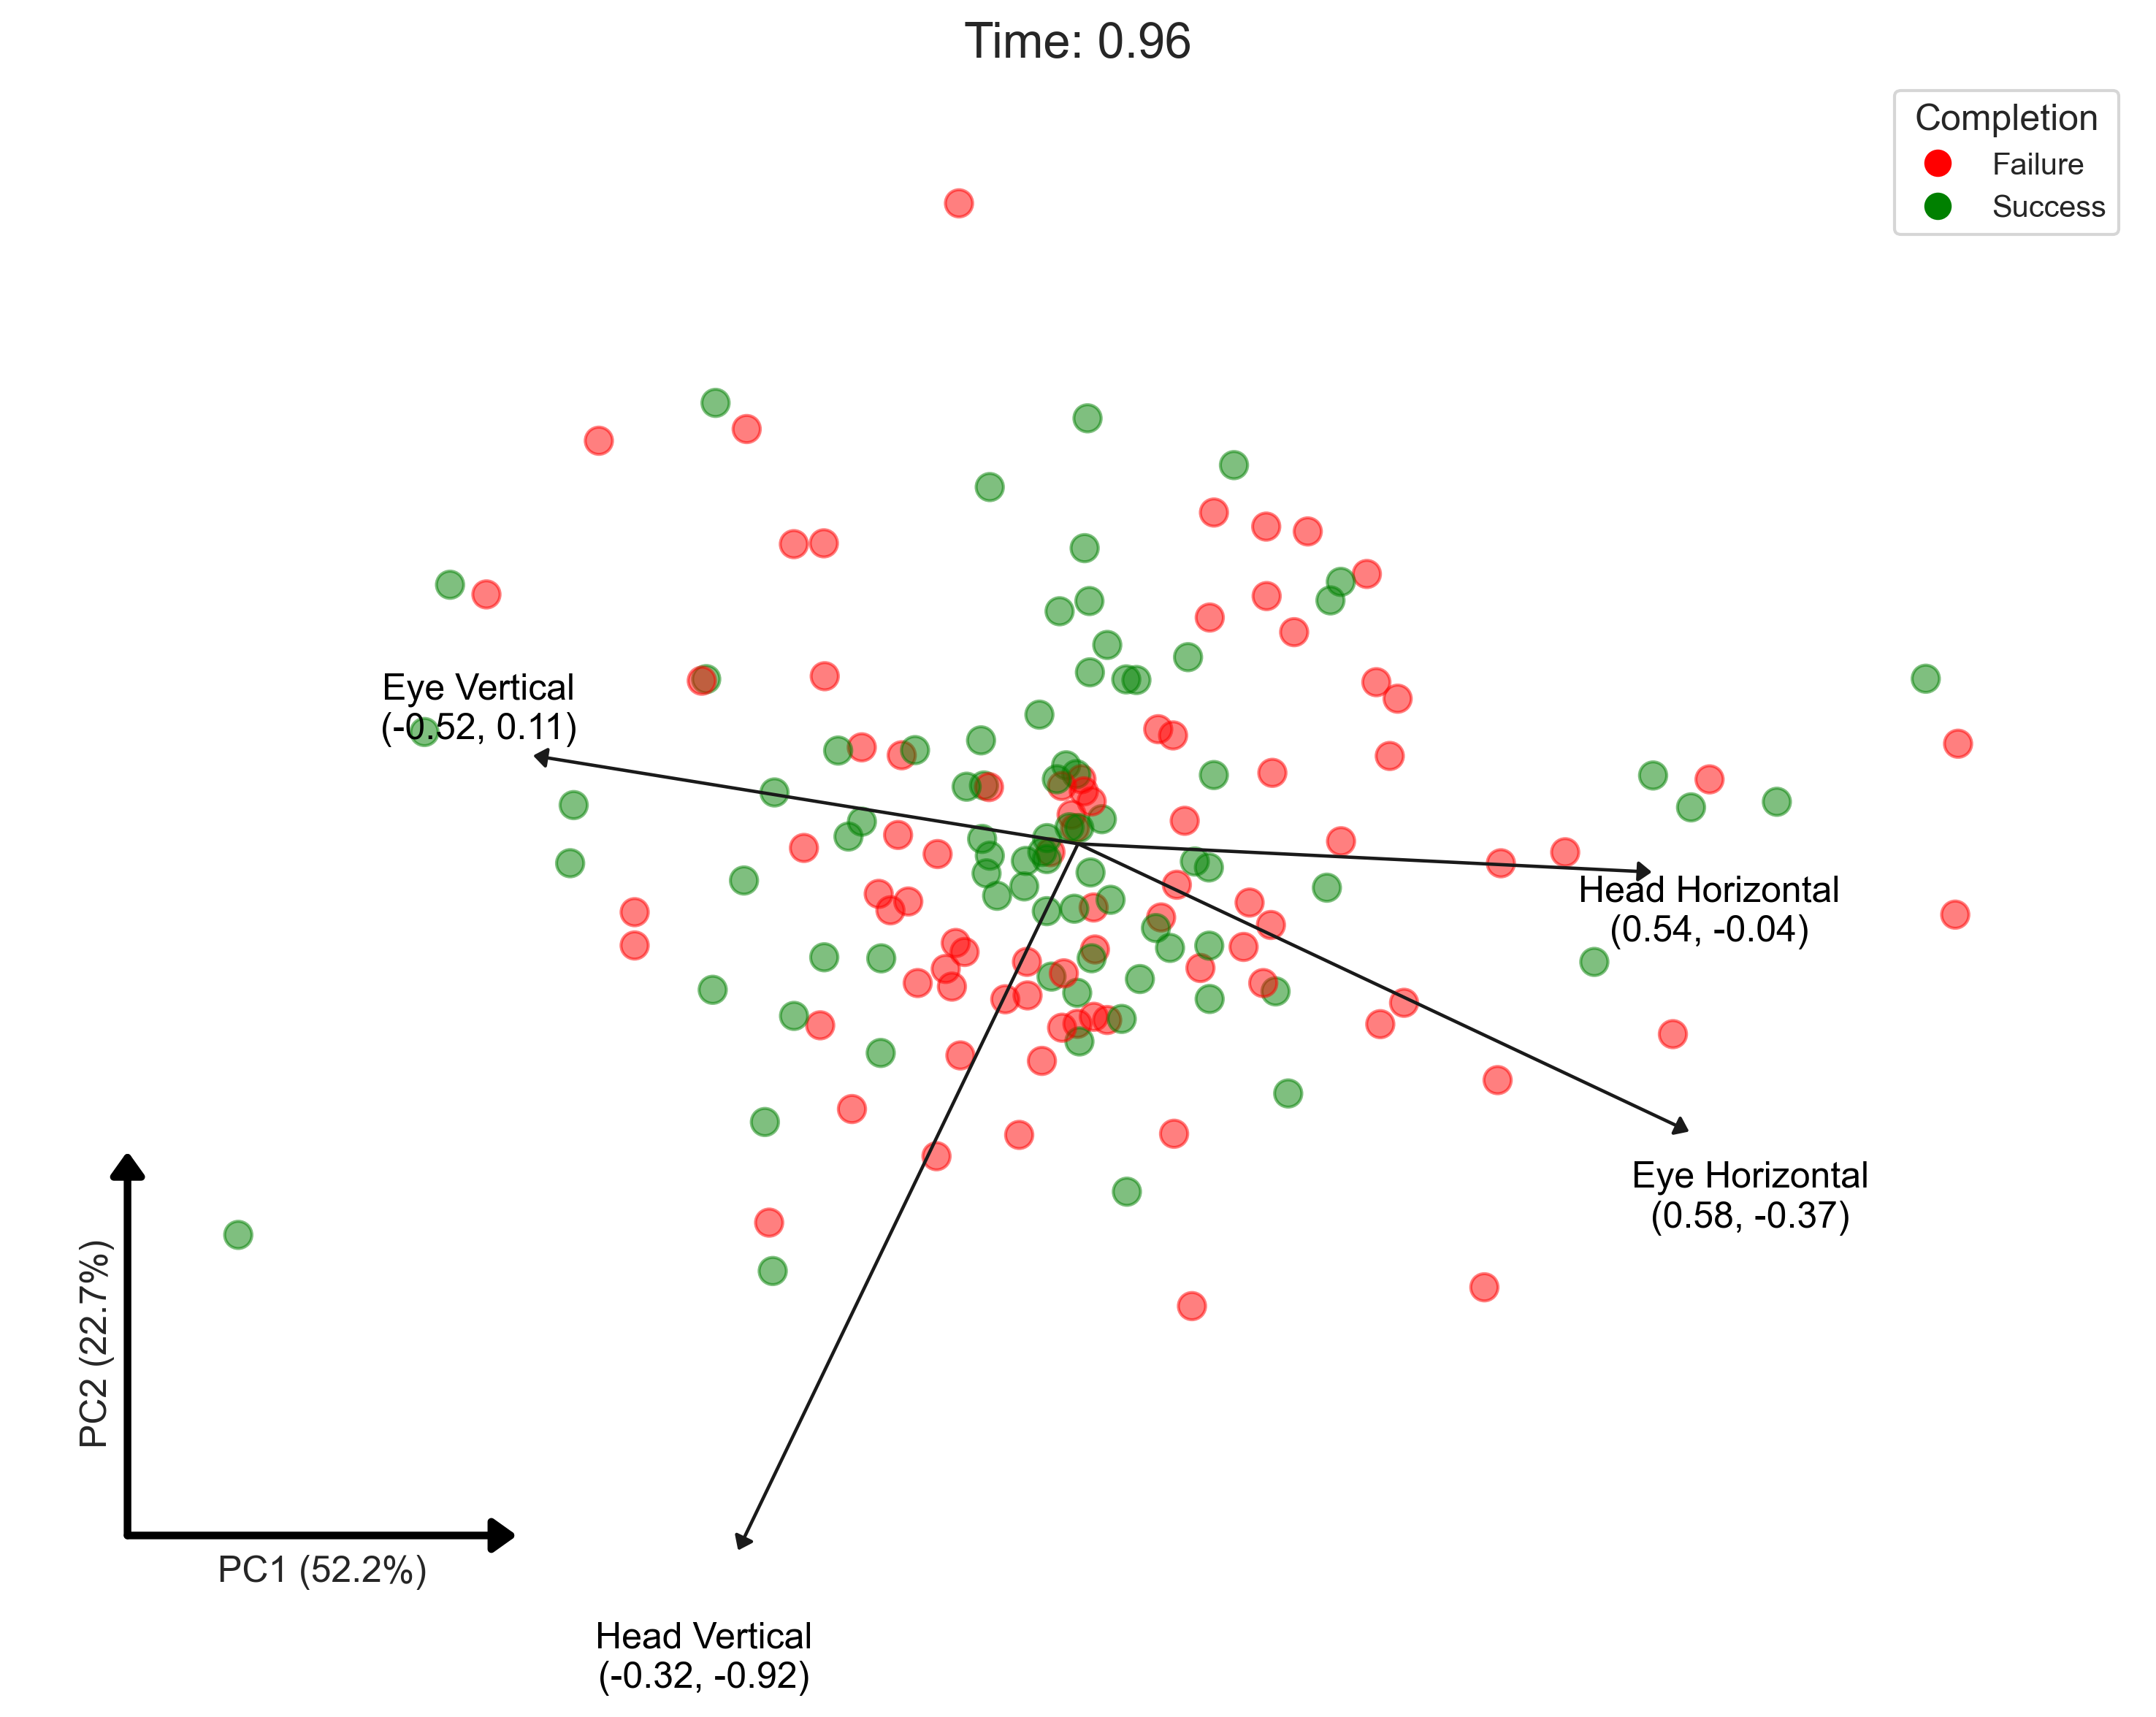 Time: 0.96
Completion
Failure
Success
Eye Vertical
(-0.52, 0.11)
Head Horizontal
(0.54, -0.04)
Eye Horizontal
(0.58, -0.37)
PC2 (22.7%)
PC1 (52.2%)
Head Vertical
(-0.32, -0.92)